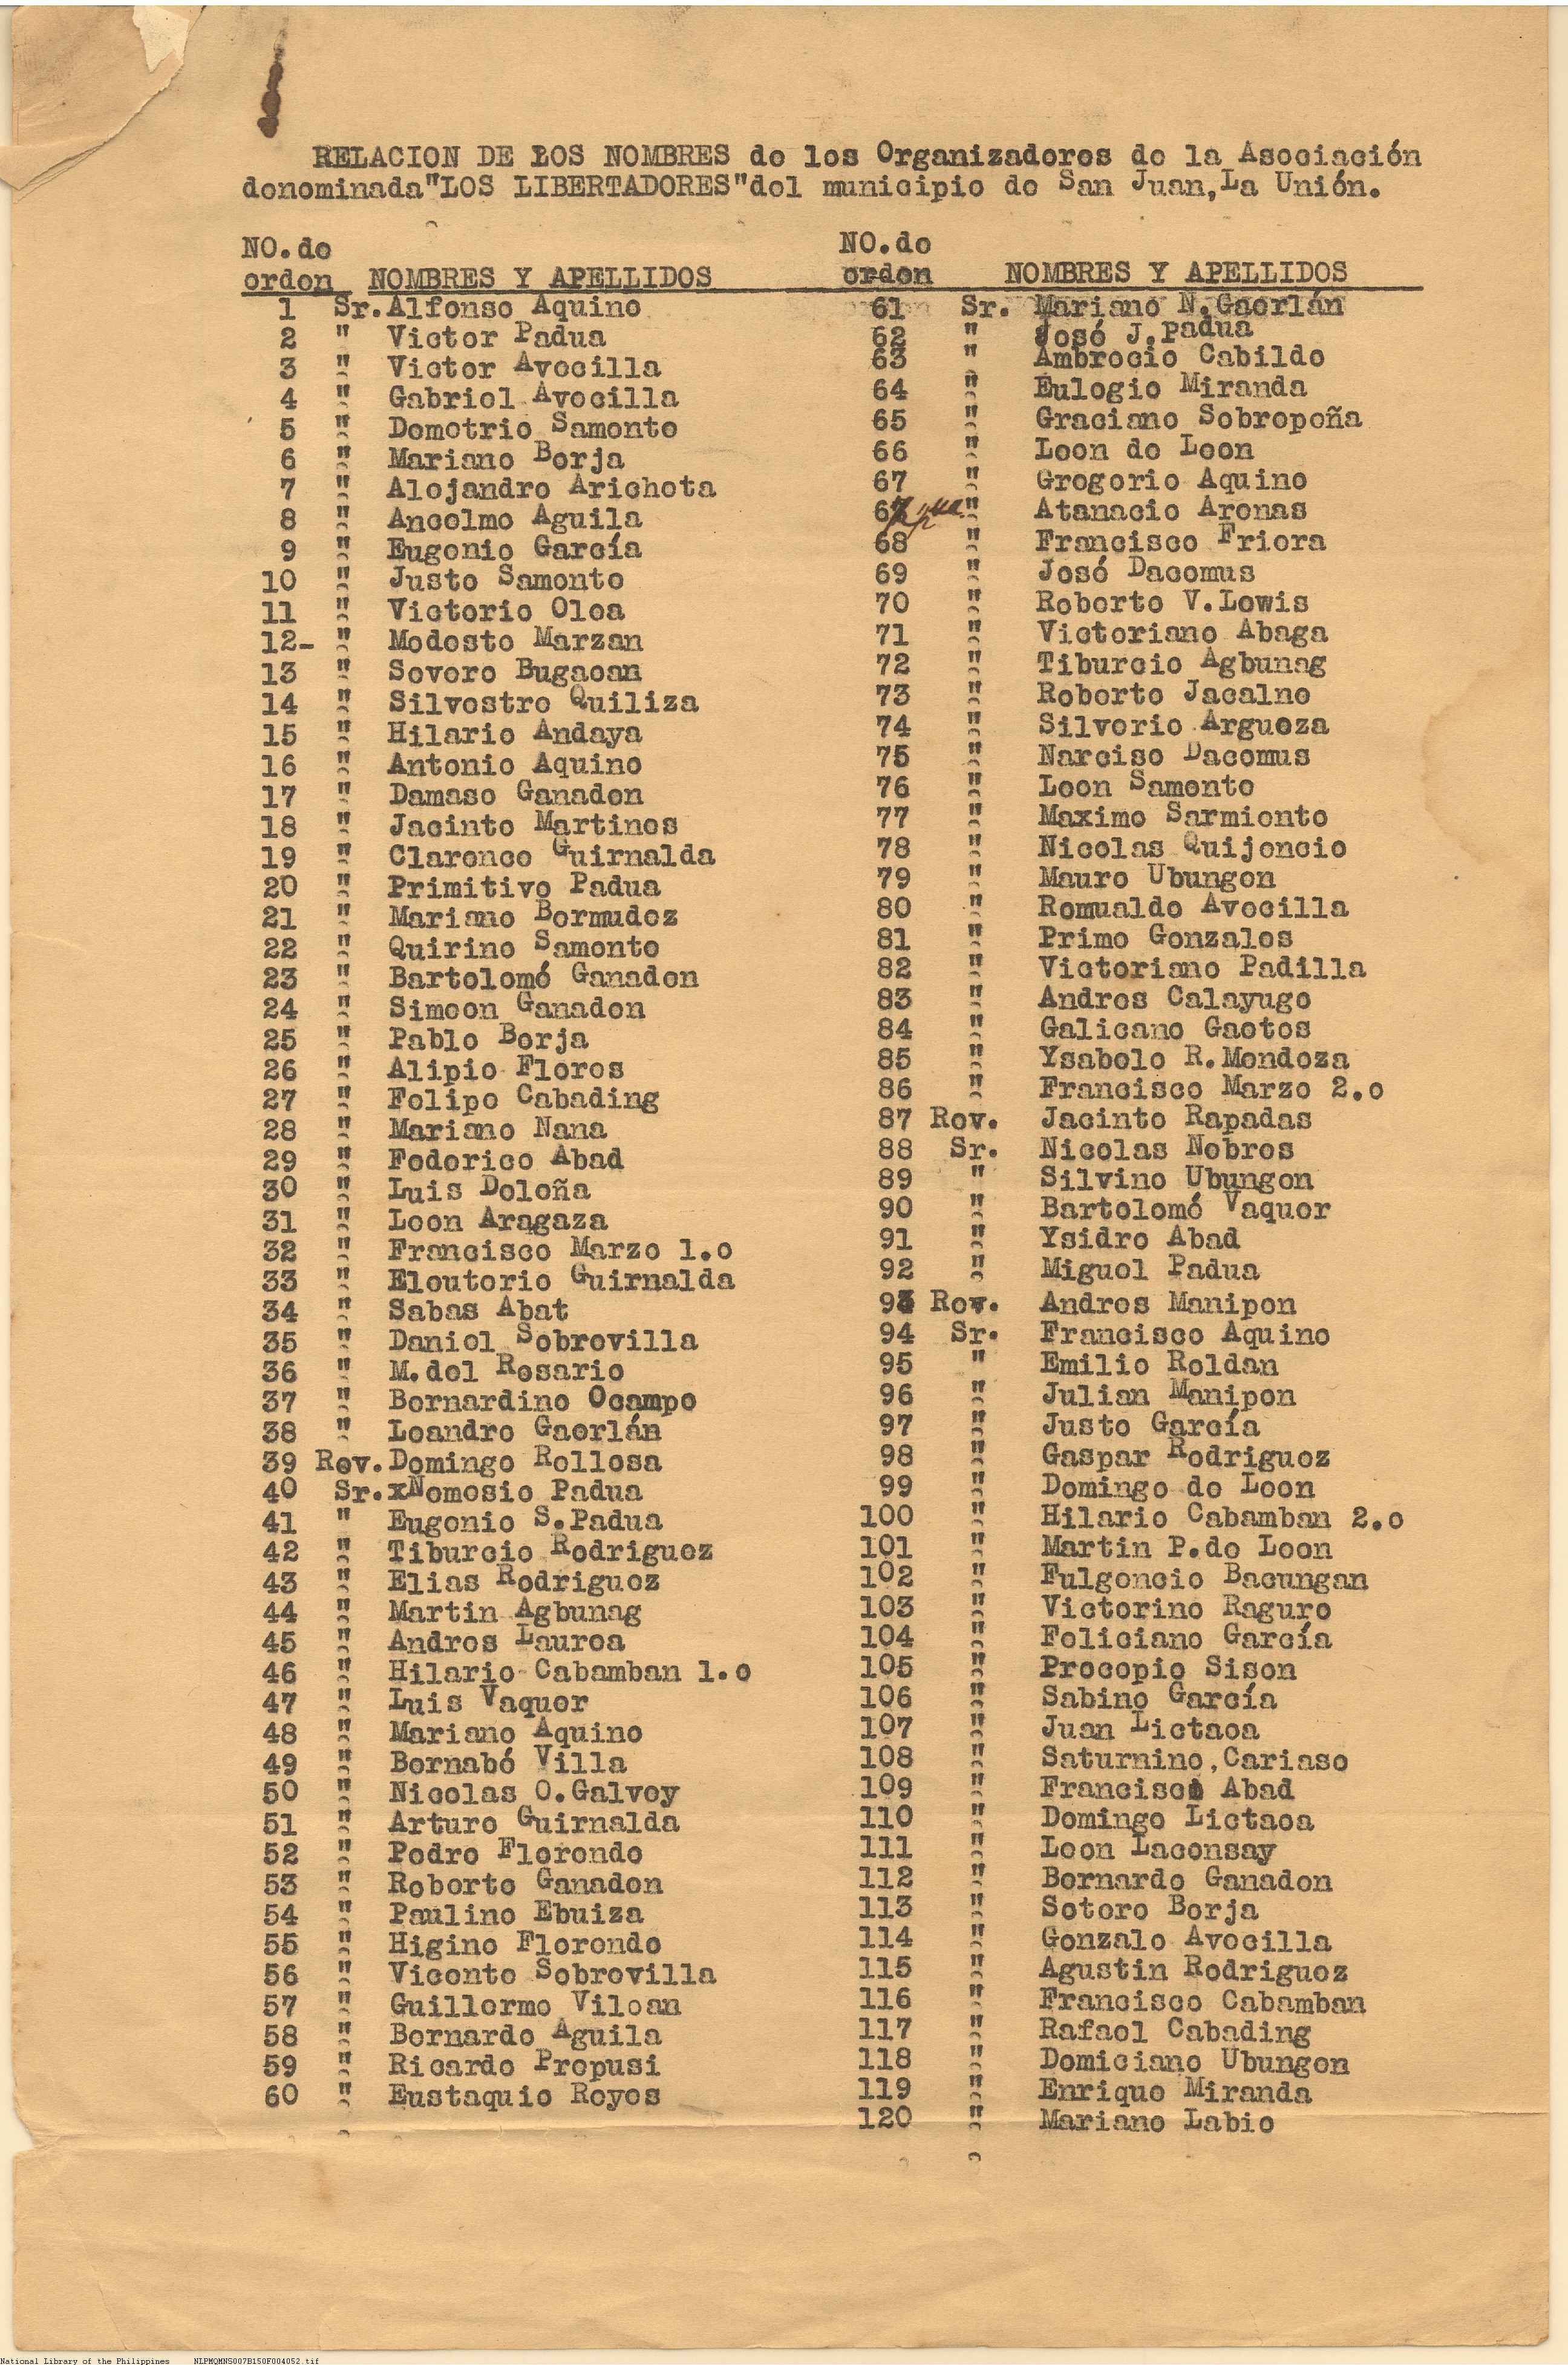 RELACION DE LOS NOMBRES de los Organizadores de la Asociación
denominada"LOS LIBERTADORES"del municipio de San Juan,La Unión.
NO.de
orden NOMBRES Y APELLIDOS
1 Sr.Alfonso Aquino
2 " Victor Padua
3 " Victor Avecilla
4 " Gabriel Avecilla
5 " Demetrio Samonte
6 " Mariano Borja
7 " Alejandro Aricheta
8 " Ancelmo Aguila
9 " Eugenio García
10 " Justo Samonte
11 " Victorio Olea
12- " Modesto Marzan
13 " Severo Bugaoan
14 " Silvestre Quiliza
15 " Hilario Andaya
16 " Antonio Aquino
17 " Damaso Ganaden
18 " Jacinto Martines
19 " Clarence Guirnalda
20 " Primitivo Padua
21 " Mariano Bermudez
22 " Quirino Samonte
23 " Bartolomé Ganaden
24 " Simeon Ganaden
25 " Pablo Borja
26 " Alipio Flores
27 " Felipe Cabading
28 " Mariano Nana
29 " Federico Abad
30 " Luis Doloña
31 " Leon Aragaza
32 " Francisco Marzo 1.o
33 " Eleuterio Guirnalda
34 " Sabas Abat
35 " Daniel Sobrevilla
36 " M.del Rosario
37 " Bernardino Ocampo
38 " Leandro Gaerlán
39 Rev.Domingo Rellosa
40 Sr.xNemesio Padua
41 " Eugenio S.Padua
42 " Tiburcio Rodriguez
43 " Elias Rodriguez
44 " Martin Agbunag
45 " Andres Laurea
46 " Hilario Cabamban 1.o
47 " Luis Vaquer
48 " Mariano Aquino
49 " Bernabé Villa
50 " Nicolas O.Galvey
51 " Arturo Guirnalda
52 " Pedro Florendo
53 " Roberto Ganaden
54 " Paulino Ebuiza
55 " Higino Florendo
56 " Vicente Sobrevilla
57 " Guillermo Viloan
58 " Bernardo Aguila
59 " Ricardo Propusi
60 " Eustaquio Reyes
NO.de
orden NOMBRES Y APELLIDOS
61 Sr. Mariano N.Gaerlán
62 " José J.Padua
63 " Ambrocio Cabildo
64 " Eulogio Miranda
65 " Graciano Sobrepeña
66 " Leon de Leon
67 " Gregorio Aquino
67 " Atanacio Arenas
68 " Francisco Friera
69 " José Dacomus
70 " Roberto V.Lewis
71 " Victoriano Abaga
72 " Tiburcio Agbunag
73 " Roberto Jacalne
74 " Silverio Argueza
75 " Narciso Dacomus
76 " Leon Samonte
77 " Maximo Sarmiento
78 " Nicolas Quijencio
79 " Mauro Ubungen
80 " Romualdo Avecilla
81 " Primo Gonzales
82 " Victoriano Padilla
83 " Andres Calayugo
84 " Galicano Gaetos
85 " Ysabelo R.Mendoza
86 " Francisco Marzo 2.o
87 Rev. Jacinto Rapadas
88 Sr. Nicolas Nebres
89 " Silvino Ubungen
90 " Bartolomé Vaquer
91 " Ysidro Abad
92 " Miguel Padua
93 Rev. Andres Manipon
94 Sr. Francisco Aquino
95 " Emilio Roldan
96 " Julian Manipon
97 " Justo García
98 " Gaspar Rodriguez
99 " Domingo de Leon
100 " Hilario Cabamban 2.o
101 " Martin P.de Leon
102 " Fulgencio Bacungan
103 " Victorino Raguro
104 " Feliciano García
105 " Procopio Sison
106 " Sabino García
107 " Juan Lictaoa
108 " Saturnino,Cariaso
109 " Francisco Abad
110 " Domingo Lictaoa
111 " Leon Laconsay
112 " Bernardo Ganaden
113 " Sotero Borja
114 " Gonzalo Avecilla
115 " Agustin Rodriguez
116 " Francisco Cabamban
117 " Rafael Cabading
118 " Domiciano Ubungen
119 " Enrique Miranda
120 " Mariano Labio
National Library of the Philippines NLPMQMNS007B150F004052.tif